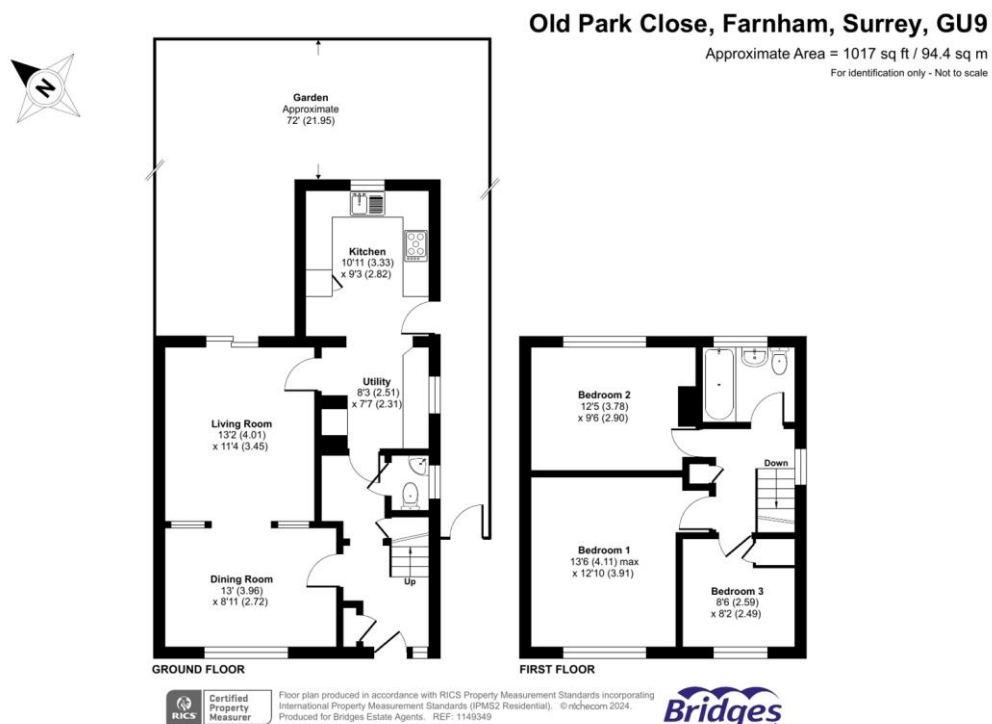 Old Park Close, Farnham, Surrey, GU9
Approximate Area = 1017 sq ft / 94.4 sq m
For identification only - Not to scale
N
Garden
Approximate
72' (21.95)
Kitchen
10'11 (3.33)
x 9'3 (2.82)
Utility
8'3 (2.51)
x 7'7 (2.31)
Living Room
13'2 (4.01)
x 11'4 (3.45)
Dining Room
13' (3.96)
x 8'11 (2.72)
Up
GROUND FLOOR
Bedroom 2
12'5 (3.78)
x 9'6 (2.90)
Down
Bedroom 1
13'6 (4.11) max
x 12'10 (3.91)
Bedroom 3
8'6 (2.59)
x 8'2 (2.49)
FIRST FLOOR
RICS
Certified
Property
Measurer
Floor plan produced in accordance with RICS Property Measurement Standards incorporating
International Property Measurement Standards (IPMS2 Residential). © nichecom 2024.
Produced for Bridges Estate Agents. REF: 1149349
Bridges